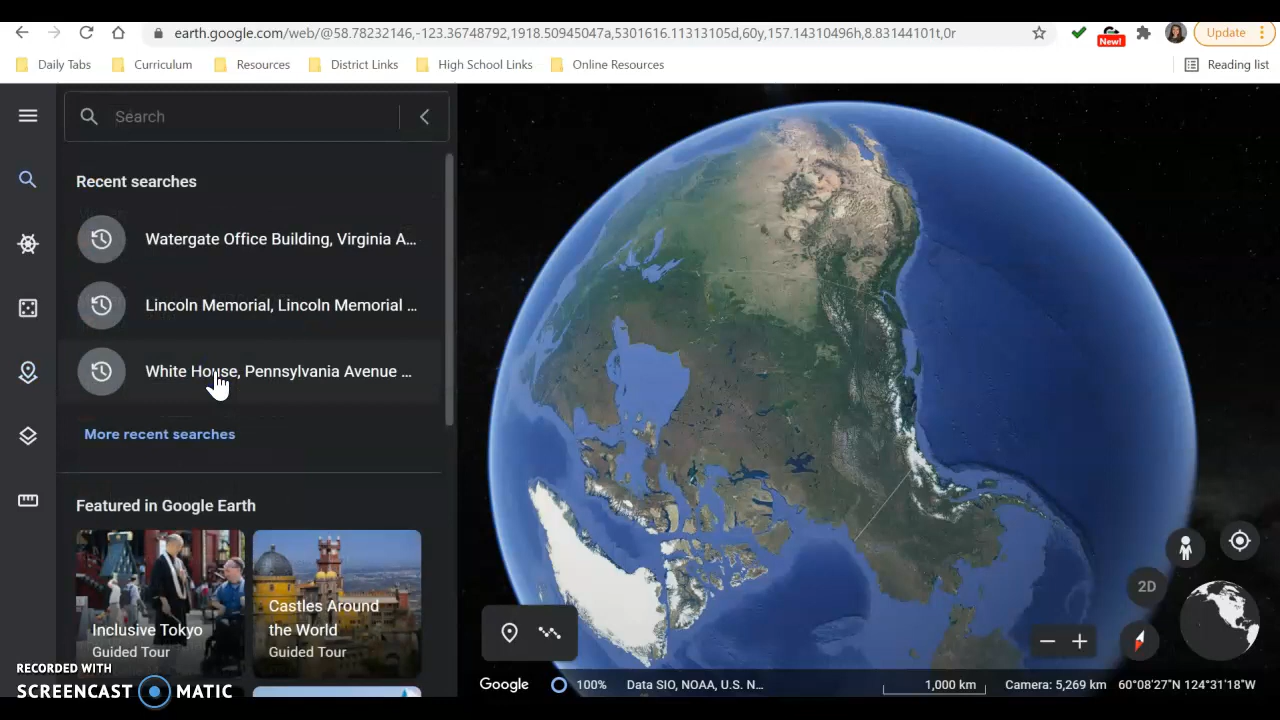 earth.google.com/web/@58.78232146,-123.36748792,1918.50945047a,5301616.11313105d,60y,157.14310496h,8.83144101t,0r
New!
Update
Daily Tabs
Curriculum
Resources
District Links
High School Links
Online Resources
Reading list
Search
Recent searches
Watergate Office Building, Virginia A...
Lincoln Memorial, Lincoln Memorial ...
White House, Pennsylvania Avenue ...
More recent searches
Featured in Google Earth
Inclusive Tokyo
Guided Tour
Castles Around
the World
Guided Tour
2D
Google
100%
Data SIO, NOAA, U.S. N...
1,000 km
Camera: 5,269 km
60°08'27"N 124°31'18"W
RECORDED WITH
SCREENCAST MATIC